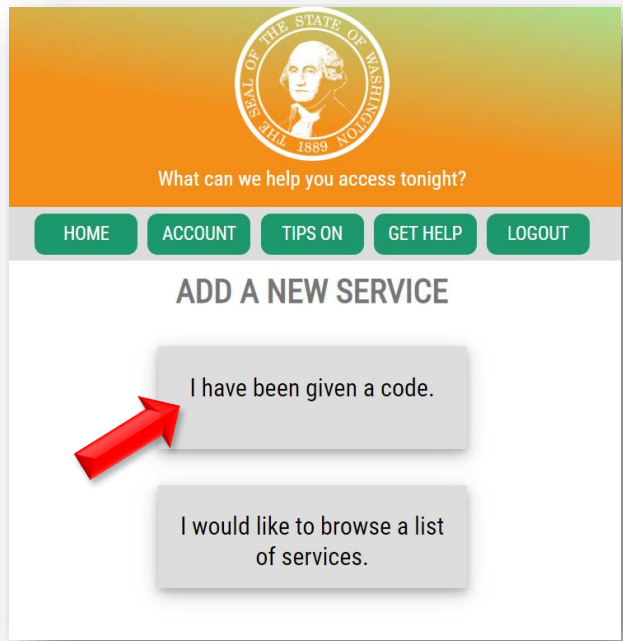 THE SEAL OF THE STATE OF WASHINGTON
1889
What can we help you access tonight?
HOME ACCOUNT TIPS ON GET HELP LOGOUT
ADD A NEW SERVICE
I have been given a code.
I would like to browse a list
of services.